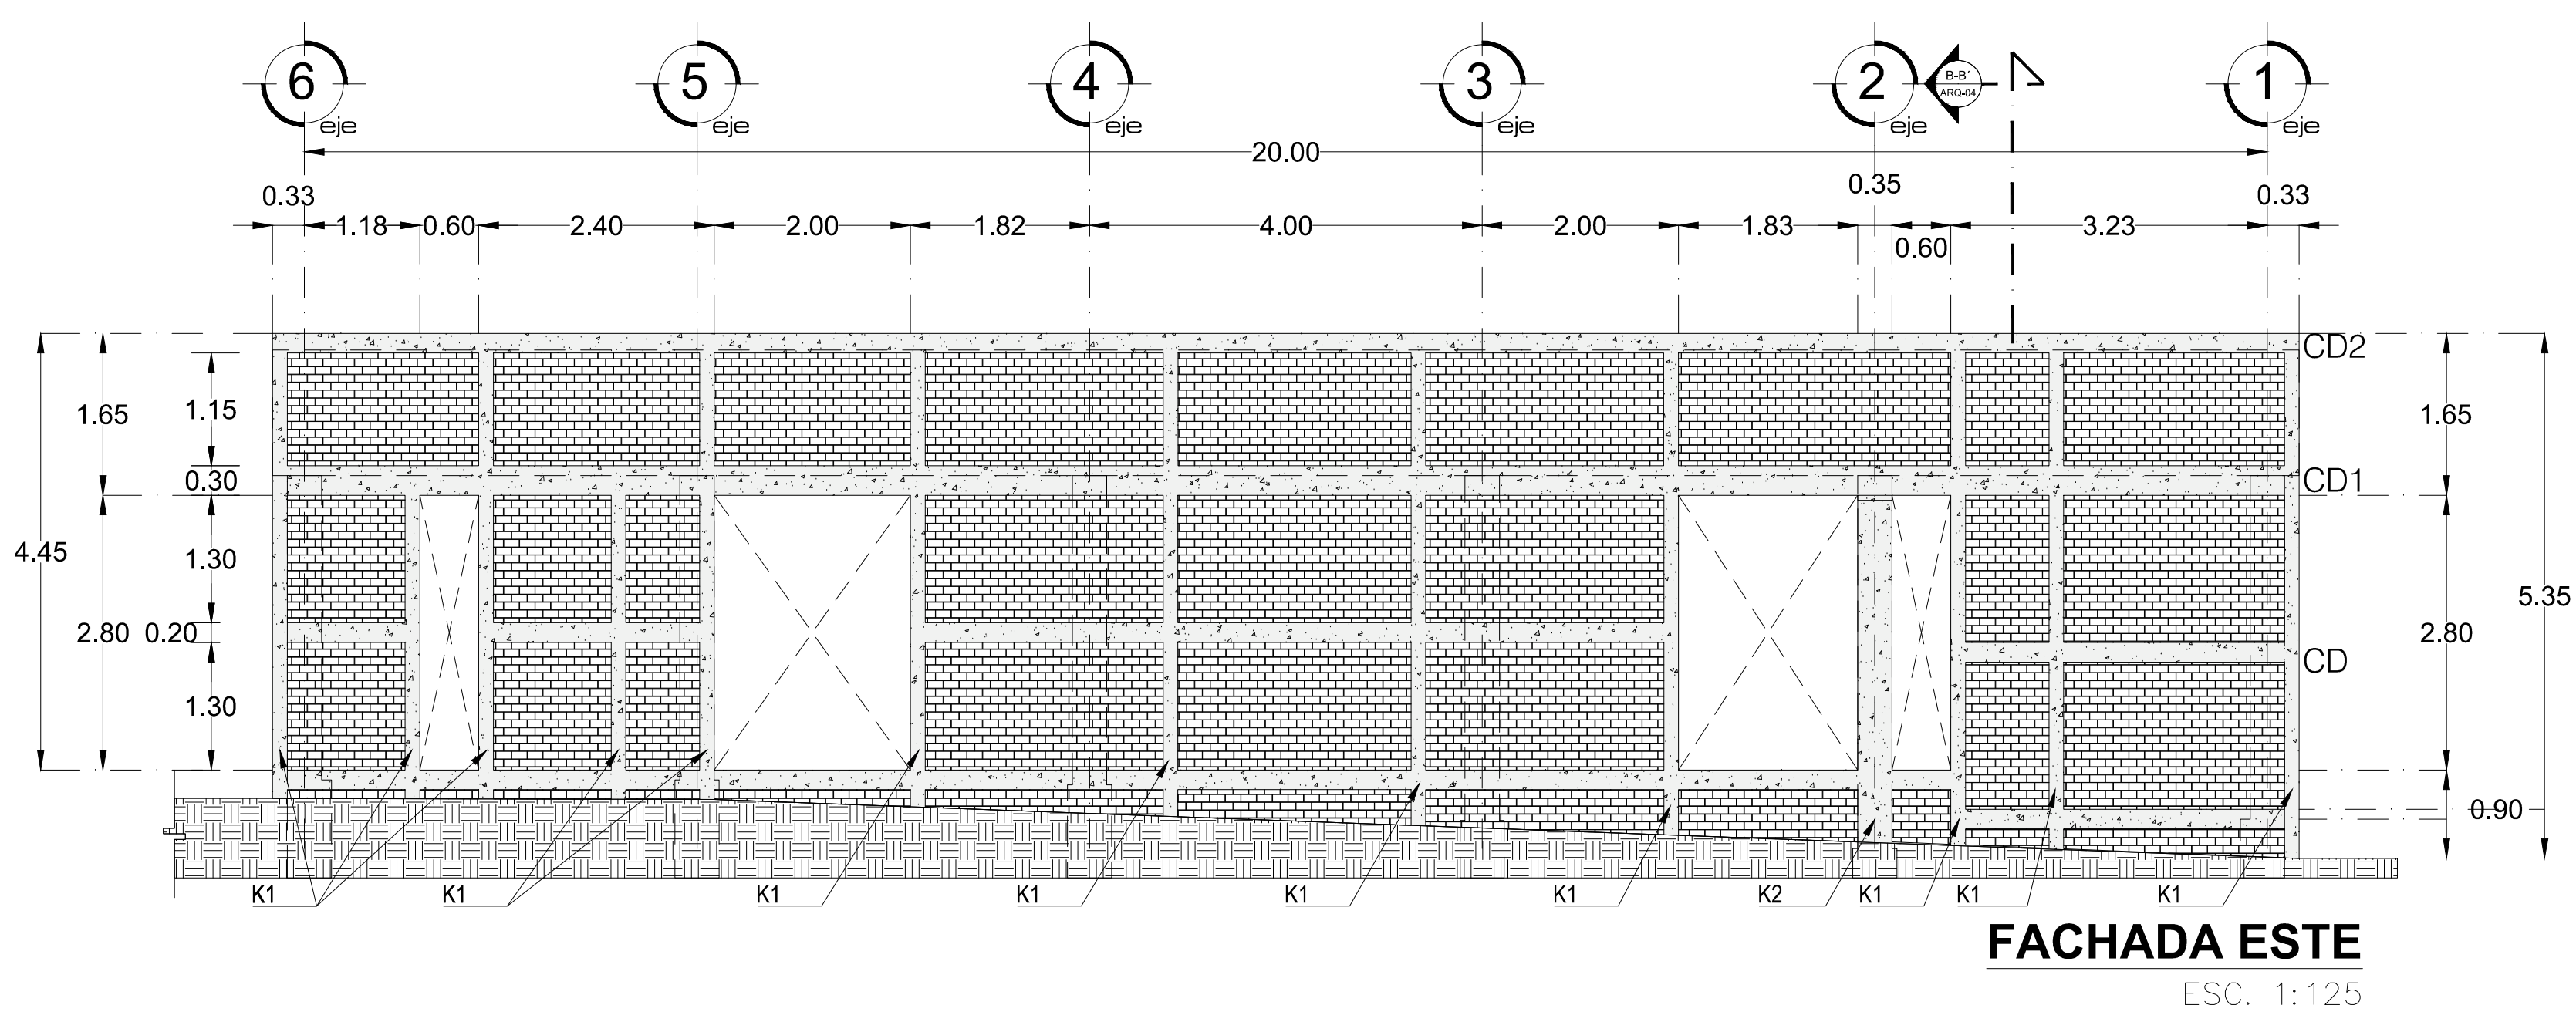 6 5 4 3 2 1
B-B'
ARQ-04
eje eje eje eje eje eje
20.00
0.33 0.35 0.33
1.18 0.60 2.40 2.00 1.82 4.00 2.00 1.83 0.60 3.23
CD2
1.65 1.15 1.65
0.30 CD1
4.45 1.30 5.35
2.80 0.20 2.80
CD
1.30
0.90
K1 K1 K1 K1 K1 K1 K2 K1 K1 K1
FACHADA ESTE
ESC. 1:125